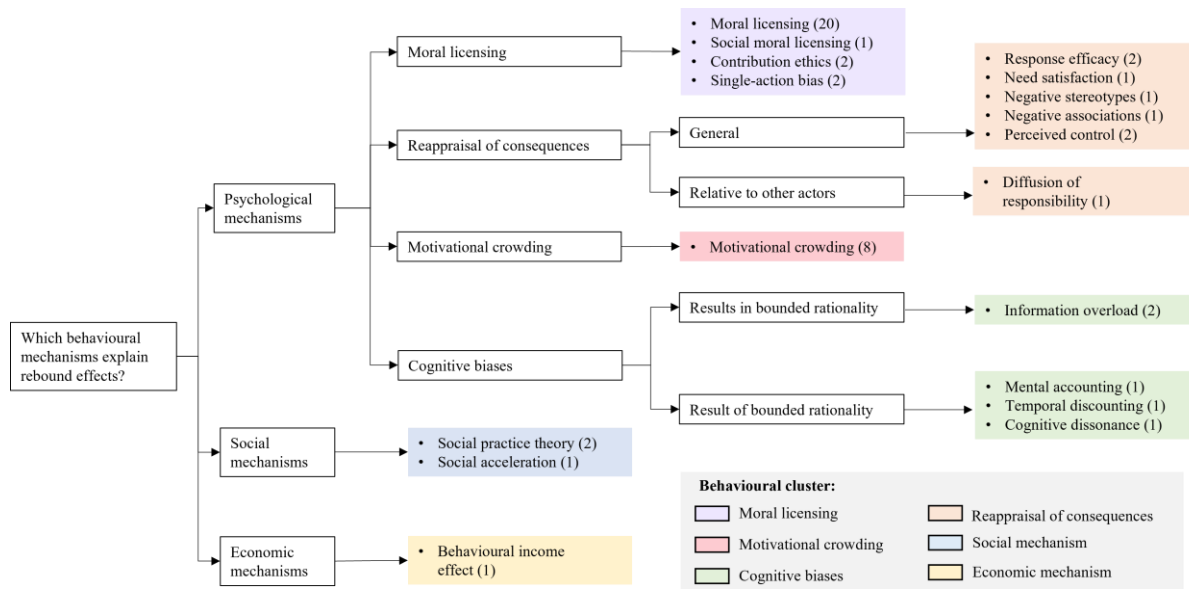 Which behavioural
mechanisms explain
rebound effects?
Psychological
mechanisms
Moral licensing
• Moral licensing (20)
• Social moral licensing (1)
• Contribution ethics (2)
• Single-action bias (2)
Reappraisal of consequences
General
• Response efficacy (2)
• Need satisfaction (1)
• Negative stereotypes (1)
• Negative associations (1)
• Perceived control (2)
Relative to other actors
• Diffusion of
responsibility (1)
Motivational crowding
• Motivational crowding (8)
Cognitive biases
Results in bounded rationality
• Information overload (2)
Result of bounded rationality
• Mental accounting (1)
• Temporal discounting (1)
• Cognitive dissonance (1)
Social
mechanisms
• Social practice theory (2)
• Social acceleration (1)
Economic
mechanisms
• Behavioural income
effect (1)
Behavioural cluster:
Moral licensing
Motivational crowding
Cognitive biases
Reappraisal of consequences
Social mechanism
Economic mechanism